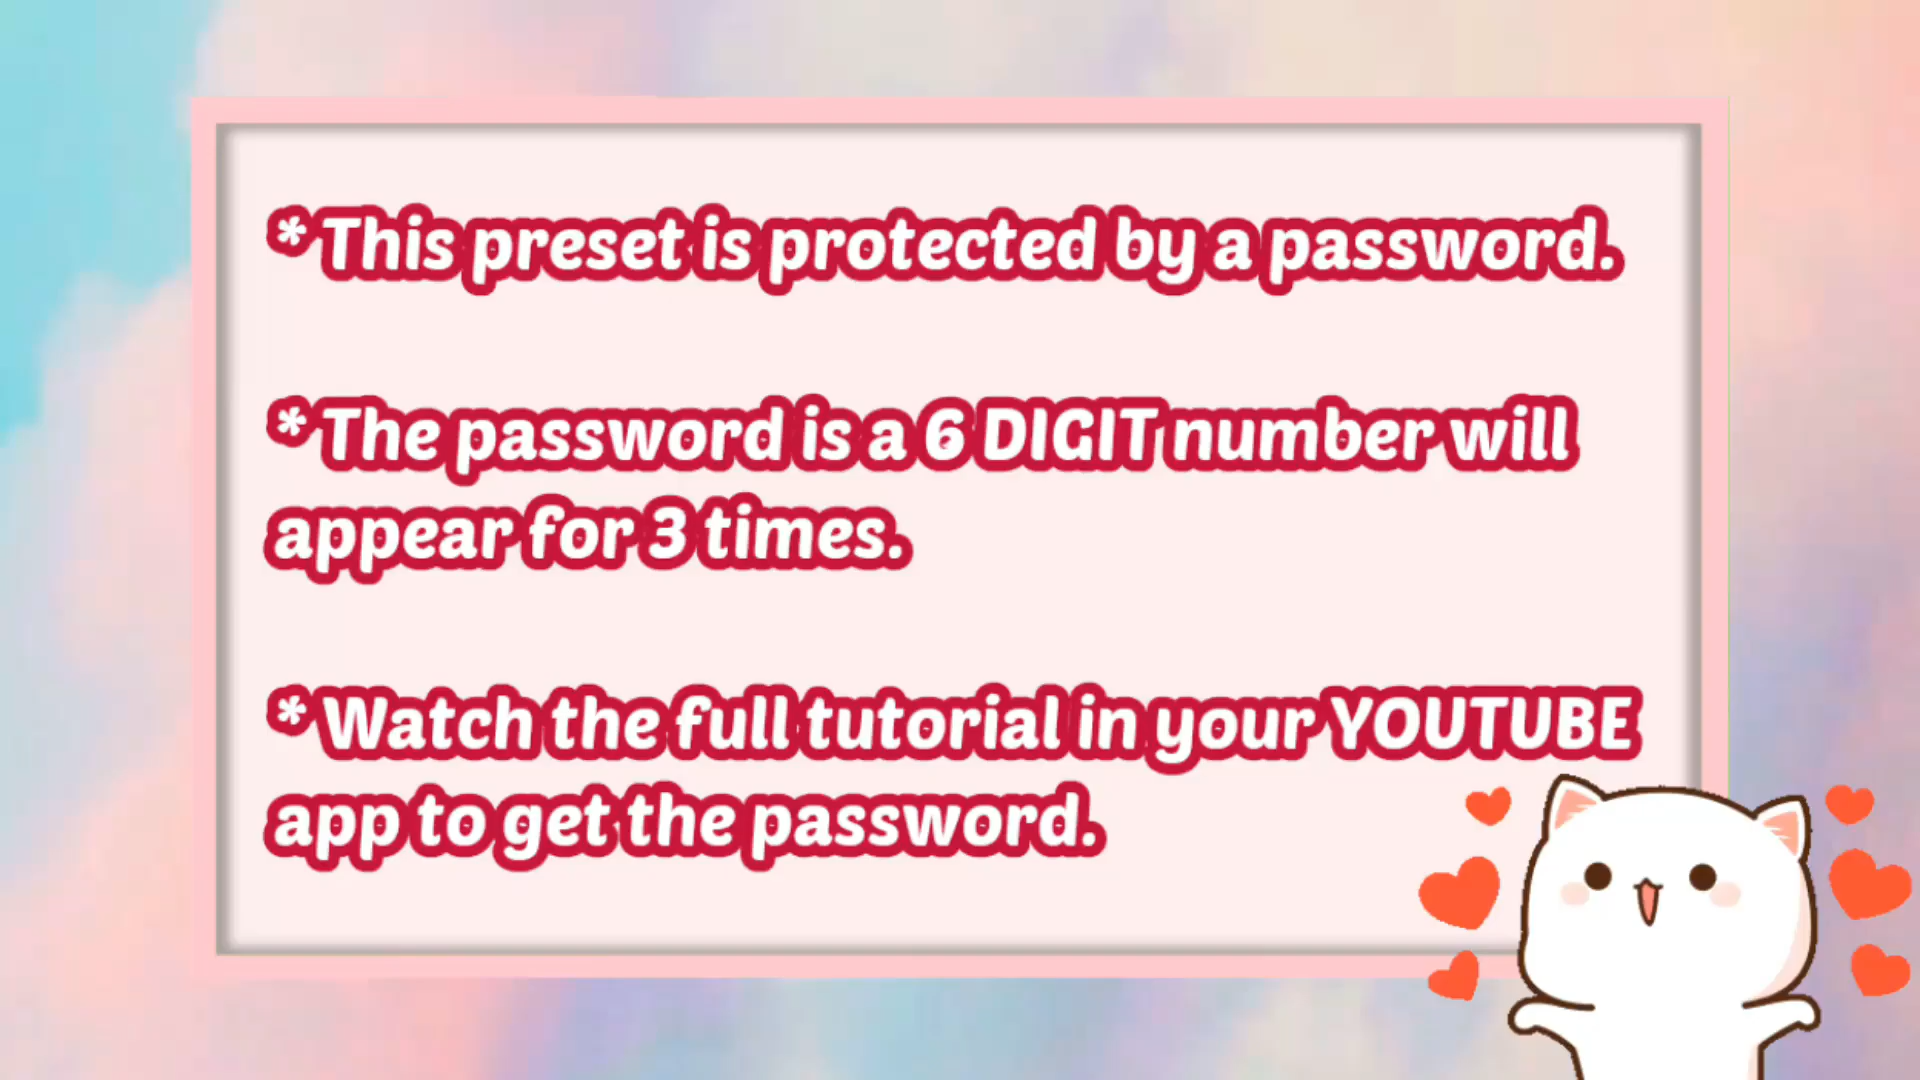 * This preset is protected by a password.
* The password is a 6 DIGIT number will
appear for 3 times.
* Watch the full tutorial in your YOUTUBE
app to get the password.